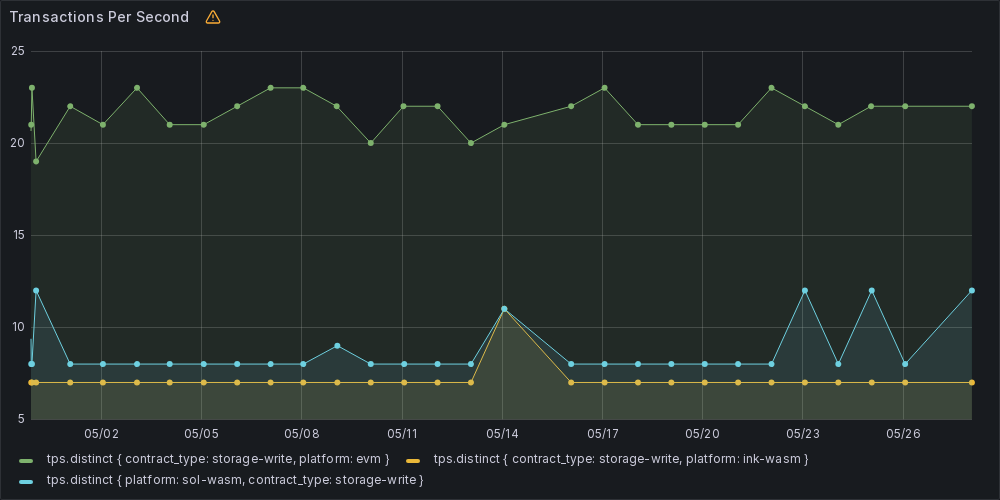 Transactions Per Second
25
20
15
10
5
05/02 05/05 05/08 05/11 05/14 05/17 05/20 05/23 05/26
tps.distinct { contract_type: storage-write, platform: evm } tps.distinct { contract_type: storage-write, platform: ink-wasm }
tps.distinct { platform: sol-wasm, contract_type: storage-write }